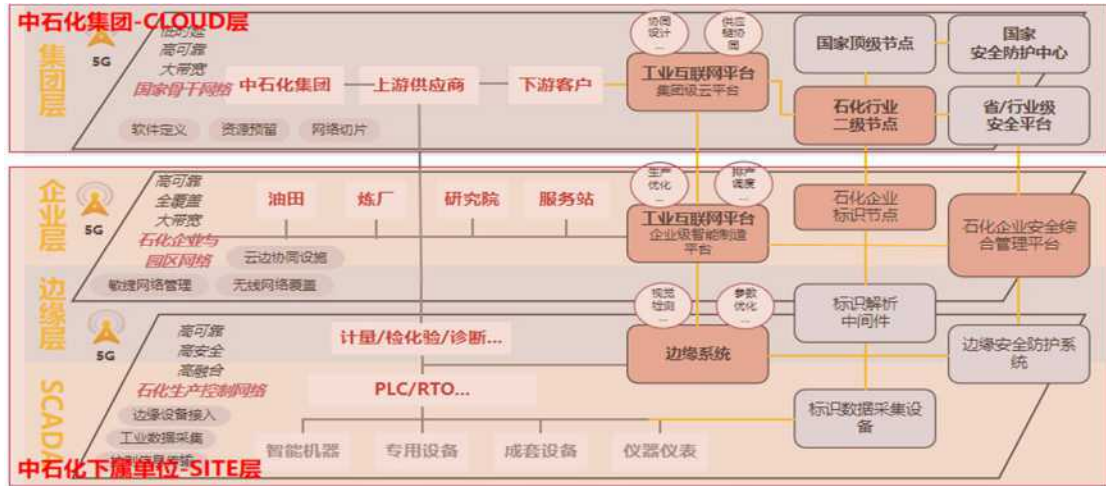 中石化集团-CLOUD层
集团层
5G
低时延
高可靠
大带宽
国家骨干网络
中石化集团
上游供应商
下游客户
软件定义
资源预留
网络切片
协同
设计
...
供应
链协
同
工业互联网平台
集团级云平台
国家顶级节点
国家
安全防护中心
石化行业
二级节点
省/行业级
安全平台
企业层
5G
高可靠
全覆盖
大带宽
石化企业与
园区网络
油田
炼厂
研究院
服务站
云边协同设施
敏捷网络管理
无线网络覆盖
生产
优化
...
排产
调度
...
工业互联网平台
企业级智能制造
平台
石化企业
标识节点
石化企业安全综
合管理平台
边缘层
5G
高可靠
高安全
高融合
石化生产控制网络
计量/检化验/诊断...
视觉
检测
...
参数
优化
...
边缘系统
标识解析
中间件
边缘安全防护系
统
SCADA
PLC/RTO...
边缘设备接入
工业数据采集
智能机器
专用设备
成套设备
仪器仪表
标识数据采集设
备
中石化下属单位-SITE层